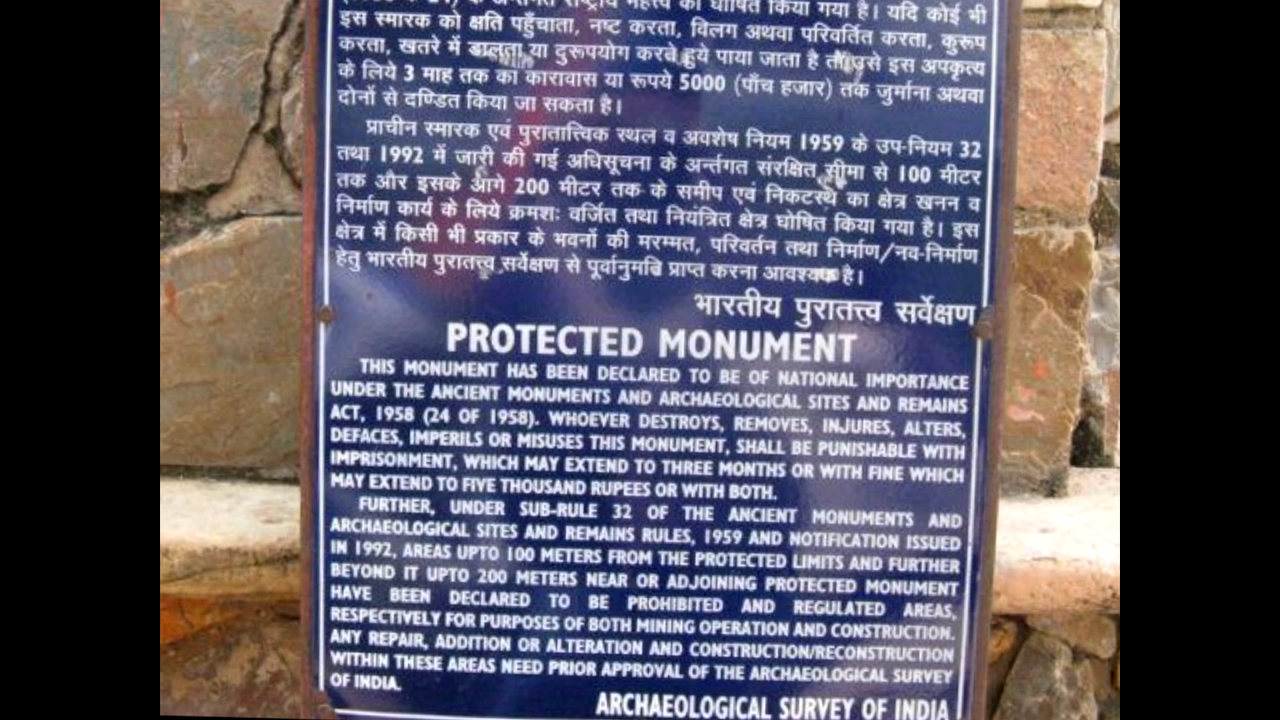 (1958 का 24) के अर्न्तगत राष्ट्रीय महत्त्व का घोषित किया गया है। यदि कोई भी
इस स्मारक को क्षति पहुँचाता, नष्ट करता, विलग अथवा परिवर्तित करता, कुरूप
करता, खतरे में डालता या दुरूपयोग करते हुये पाया जाता है तो उसे इस अपकृत्य
के लिये 3 माह तक का कारावास या रूपये 5000 (पाँच हजार) तक जुर्माना अथवा
दोनों से दण्डित किया जा सकता है।
प्राचीन स्मारक एवं पुरातात्त्विक स्थल व अवशेष नियम 1959 के उप-नियम 32
तथा 1992 में जारी की गई अधिसूचना के अर्न्तगत संरक्षित सीमा से 100 मीटर
तक और इसके आगे 200 मीटर तक के समीप एवं निकटस्थ का क्षेत्र खनन व
निर्माण कार्य के लिये क्रमशः वर्जित तथा नियंत्रित क्षेत्र घोषित किया गया है। इस
क्षेत्र में किसी भी प्रकार के भवनों की मरम्मत, परिवर्तन तथा निर्माण/नव-निर्माण
हेतु भारतीय पुरातत्त्व सर्वेक्षण से पूर्वानुमति प्राप्त करना आवश्यक है।
भारतीय पुरातत्त्व सर्वेक्षण
PROTECTED MONUMENT
THIS MONUMENT HAS BEEN DECLARED TO BE OF NATIONAL IMPORTANCE
UNDER THE ANCIENT MONUMENTS AND ARCHAEOLOGICAL SITES AND REMAINS
ACT, 1958 (24 OF 1958). WHOEVER DESTROYS, REMOVES, INJURES, ALTERS,
DEFACES, IMPERILS OR MISUSES THIS MONUMENT, SHALL BE PUNISHABLE WITH
IMPRISONMENT, WHICH MAY EXTEND TO THREE MONTHS OR WITH FINE WHICH
MAY EXTEND TO FIVE THOUSAND RUPEES OR WITH BOTH.
FURTHER, UNDER SUB-RULE 32 OF THE ANCIENT MONUMENTS AND
ARCHAEOLOGICAL SITES AND REMAINS RULES, 1959 AND NOTIFICATION ISSUED
IN 1992, AREAS UPTO 100 METERS FROM THE PROTECTED LIMITS AND FURTHER
BEYOND IT UPTO 200 METERS NEAR OR ADJOINING PROTECTED MONUMENT
HAVE BEEN DECLARED TO BE PROHIBITED AND REGULATED AREAS,
RESPECTIVELY FOR PURPOSES OF BOTH MINING OPERATION AND CONSTRUCTION.
ANY REPAIR, ADDITION OR ALTERATION AND CONSTRUCTION/RECONSTRUCTION
WITHIN THESE AREAS NEED PRIOR APPROVAL OF THE ARCHAEOLOGICAL SURVEY
OF INDIA.
ARCHAEOLOGICAL SURVEY OF INDIA